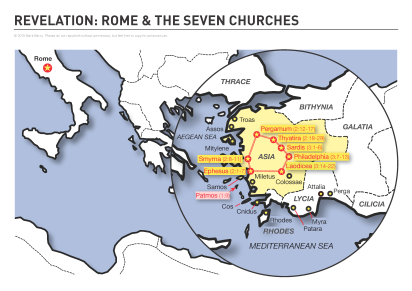 REVELATION: ROME & THE SEVEN CHURCHES
Rome
THRACE
BITHYNIA
GALATIA
Troas
Assos
AEGEAN SEA
Mitylene
Pergamum (2:12-17)
Thyatira (2:18-29)
Sardis (3:1-6)
Philadelphia (3:7-13)
Laodicea (3:14-22)
ASIA
Smyrna (2:8-11)
Ephesus (2:1-7)
Miletus
Colossae
Samos
Patmos (1:9)
Cos
Cnidus
Attalia
Perga
LYCIA
CILICIA
Rhodes
Myra
Patara
RHODES
MEDITERRANEAN SEA